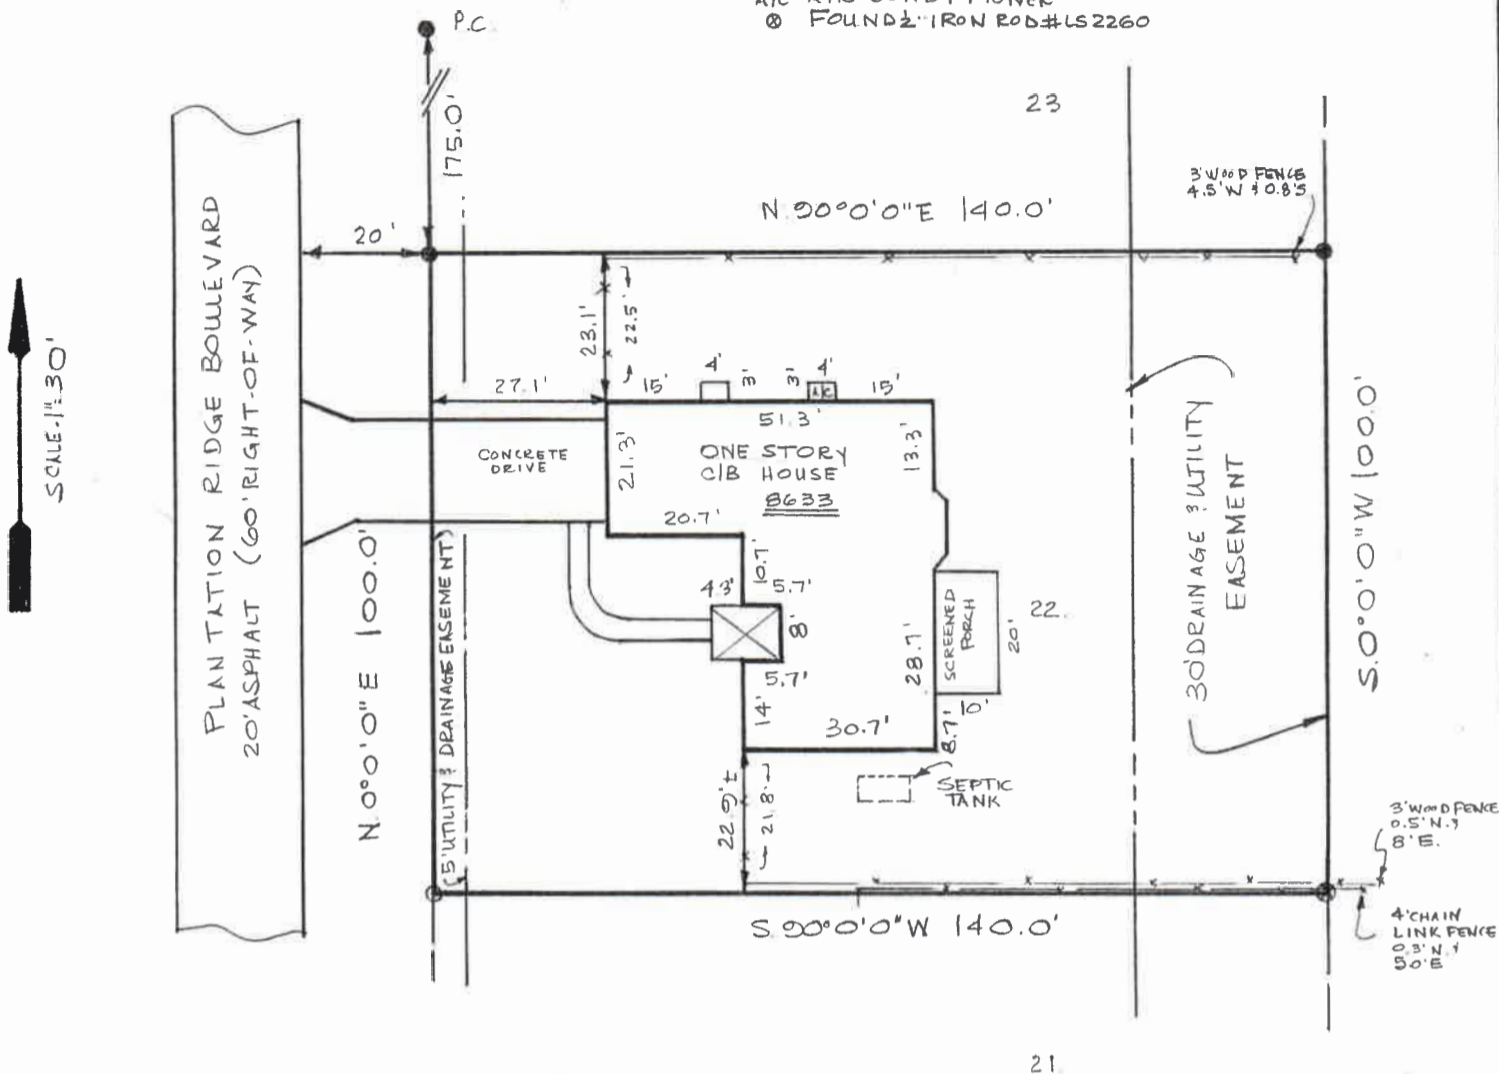 ⊗ FOUND ½" IRON ROD #LS2260
P.C.
23
175.0'
3' WOOD FENCE
4.5' W & 0.8'S
N. 90°0'0"E 140.0'
20'
PLANTATION RIDGE BOULEVARD
20' ASPHALT (60' RIGHT-OF-WAY)
SCALE-1"=30'
23.1'
22.5'
27.1'
15'
4'
3'
3'
4'
A/C
15'
51.3'
CONCRETE
DRIVE
21.3'
ONE STORY
C/B HOUSE
8633
13.3'
20.7'
10.7'
4.3'
5.7'
8'
5.7'
14'
30.7'
28.7'
SCREENED
PORCH
20'
10'
8.7'
22.
30' DRAINAGE & UTILITY
EASEMENT
S.0°0'0"W 100.0'
N.0°0'0"E 100.0'
(5' UTILITY & DRAINAGE EASEMENT)
22.9'±
21.8'
SEPTIC
TANK
3' WOOD FENCE
0.5' N. &
8' E.
S. 90°0'0"W 140.0'
4' CHAIN
LINK FENCE
0.3' N. &
5.0' E
21